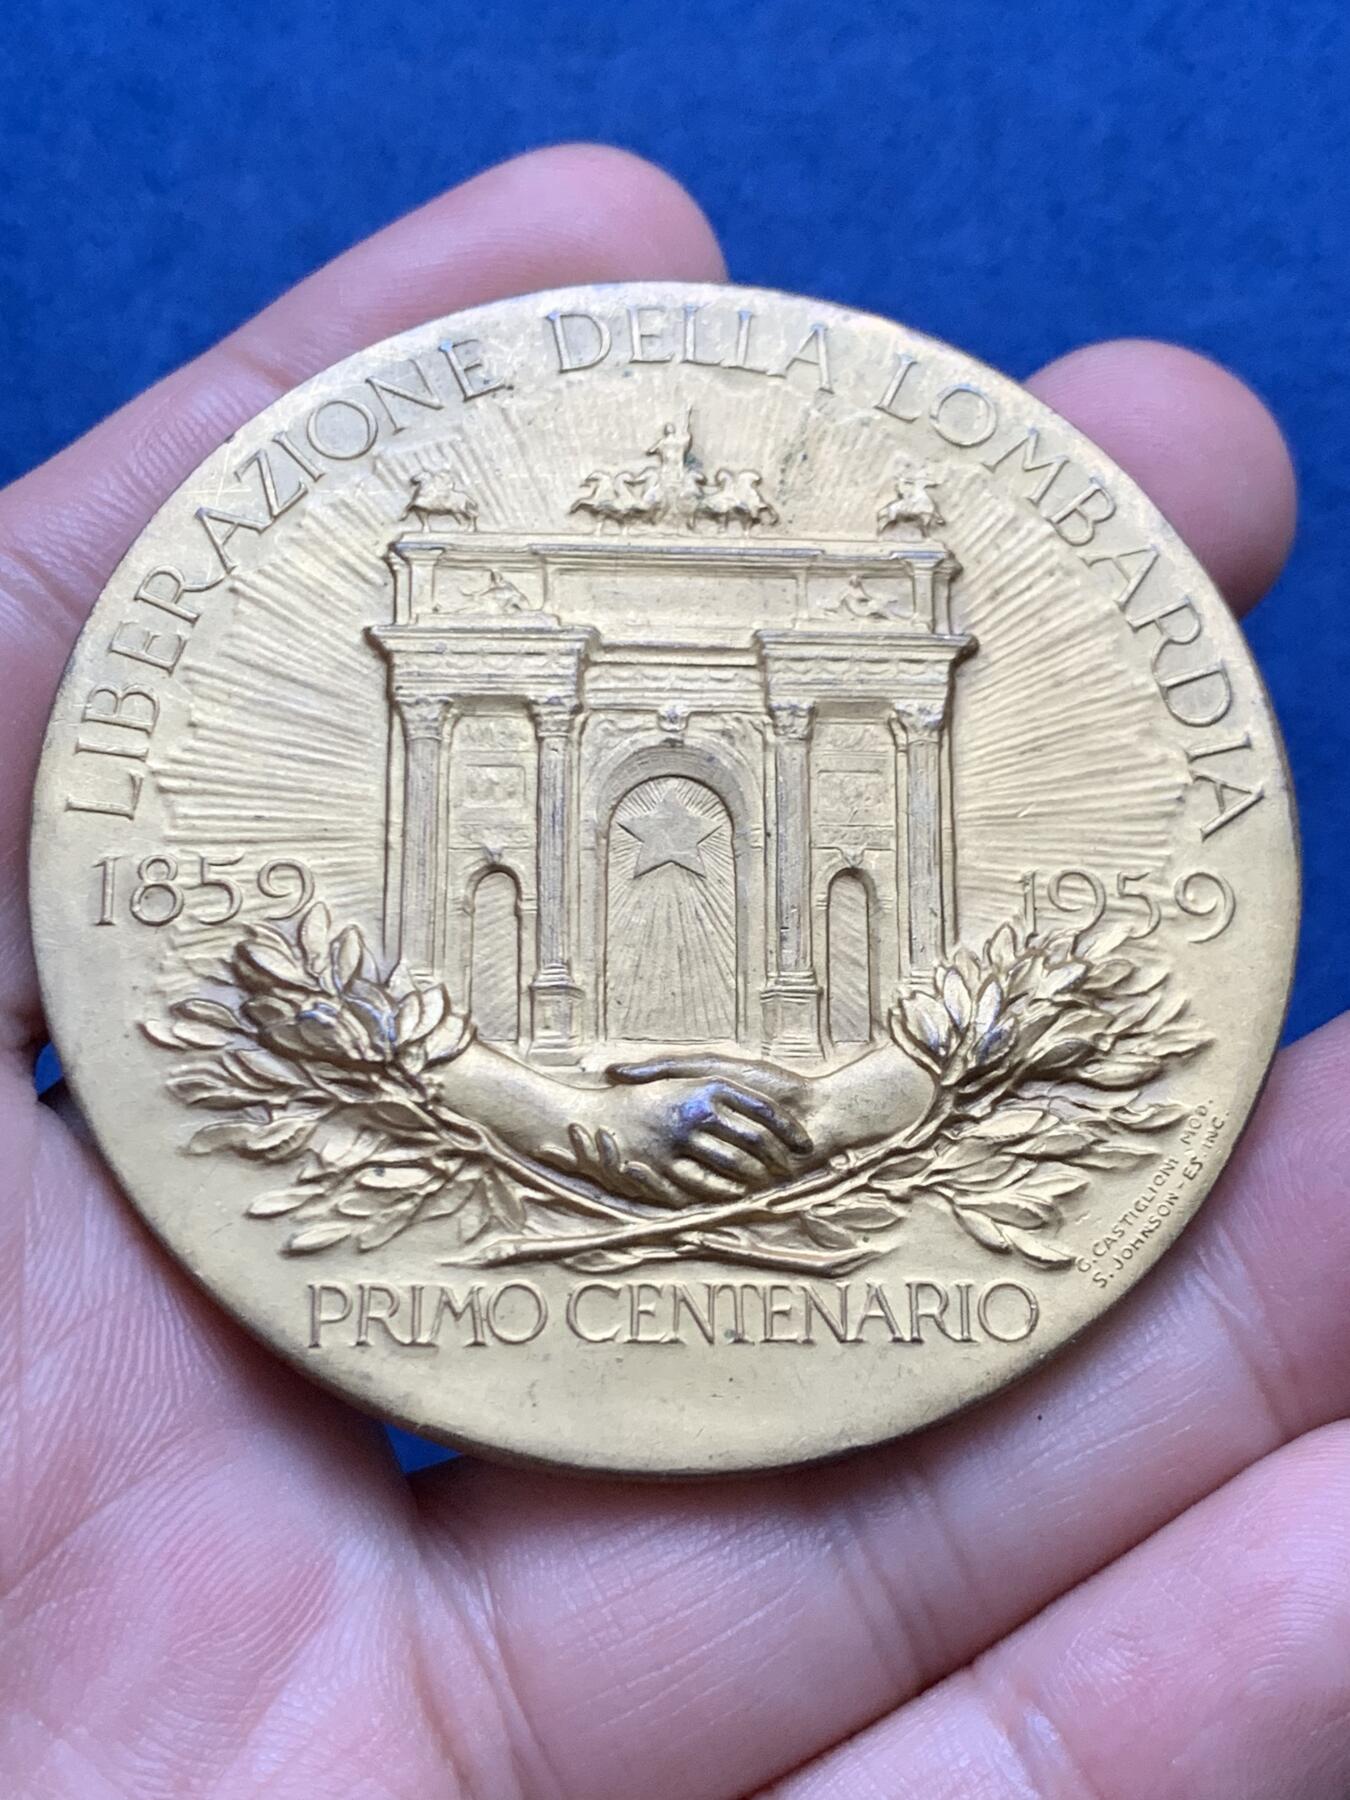 LIBERAZIONE DELLA LOMBARDIA
1859 1959
G. CASTIGLIONI MOD.
S. JOHNSON - ES. INC.
PRIMO CENTENARIO